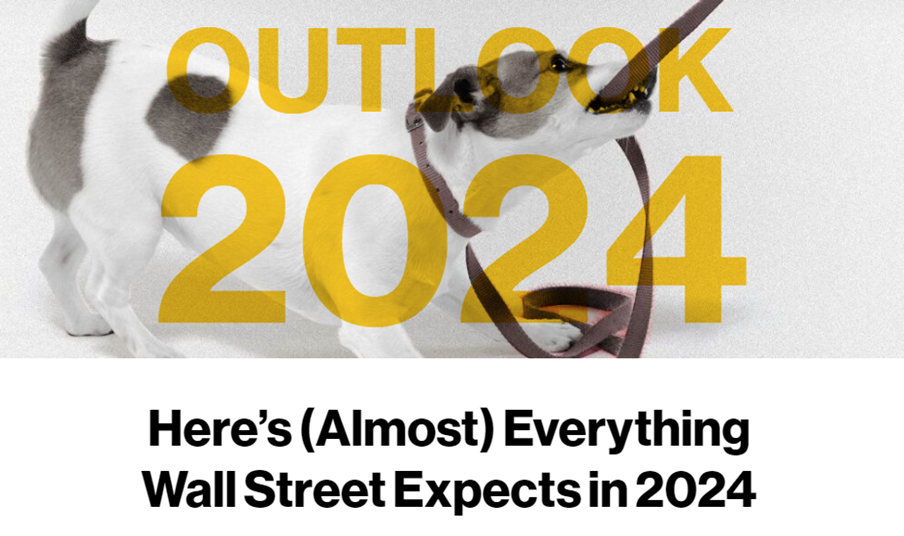 OUTLOOK
2024
Here’s (Almost) Everything
Wall Street Expects in 2024